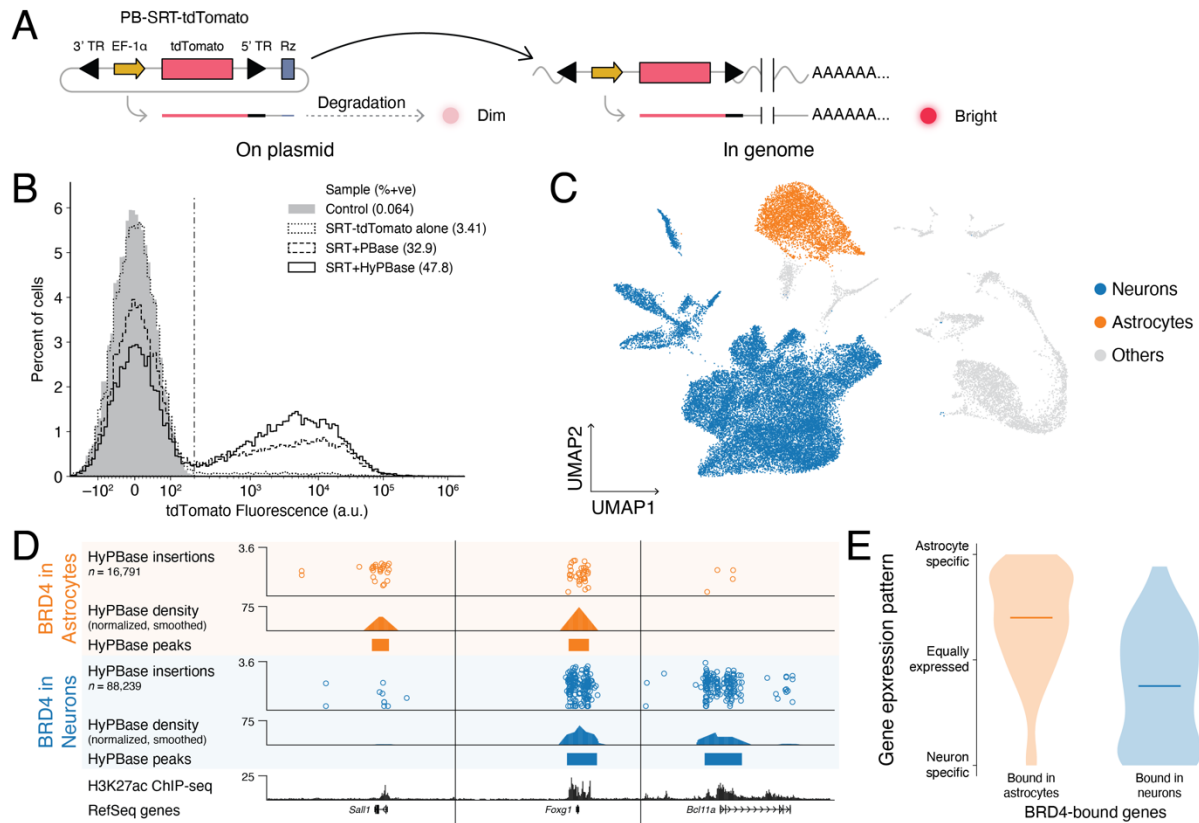 A
PB-SRT-tdTomato
3' TR EF-1α tdTomato 5' TR Rz
Degradation
Dim
On plasmid
AAAAAA...
AAAAAA...
Bright
In genome
B
Percent of cells
6
5
4
3
2
1
0
−10² 0 10² 10³ 10⁴ 10⁵ 10⁶
tdTomato Fluorescence (a.u.)
Sample (%+ve)
Control (0.064)
SRT-tdTomato alone (3.41)
SRT+PBase (32.9)
SRT+HyPBase (47.8)
C
UMAP2
UMAP1
Neurons
Astrocytes
Others
D
BRD4 in
Astrocytes
HyPBase insertions
n = 16,791
3.6
HyPBase density
(normalized, smoothed)
75
HyPBase peaks
BRD4 in
Neurons
HyPBase insertions
n = 88,239
3.6
HyPBase density
(normalized, smoothed)
75
HyPBase peaks
H3K27ac ChIP-seq
25
RefSeq genes
Sall1 Foxg1 Bcl11a
E
Gene epxression pattern
Astrocyte
specific
Equally
expressed
Neuron
specific
Bound in
astrocytes
Bound in
neurons
BRD4-bound genes